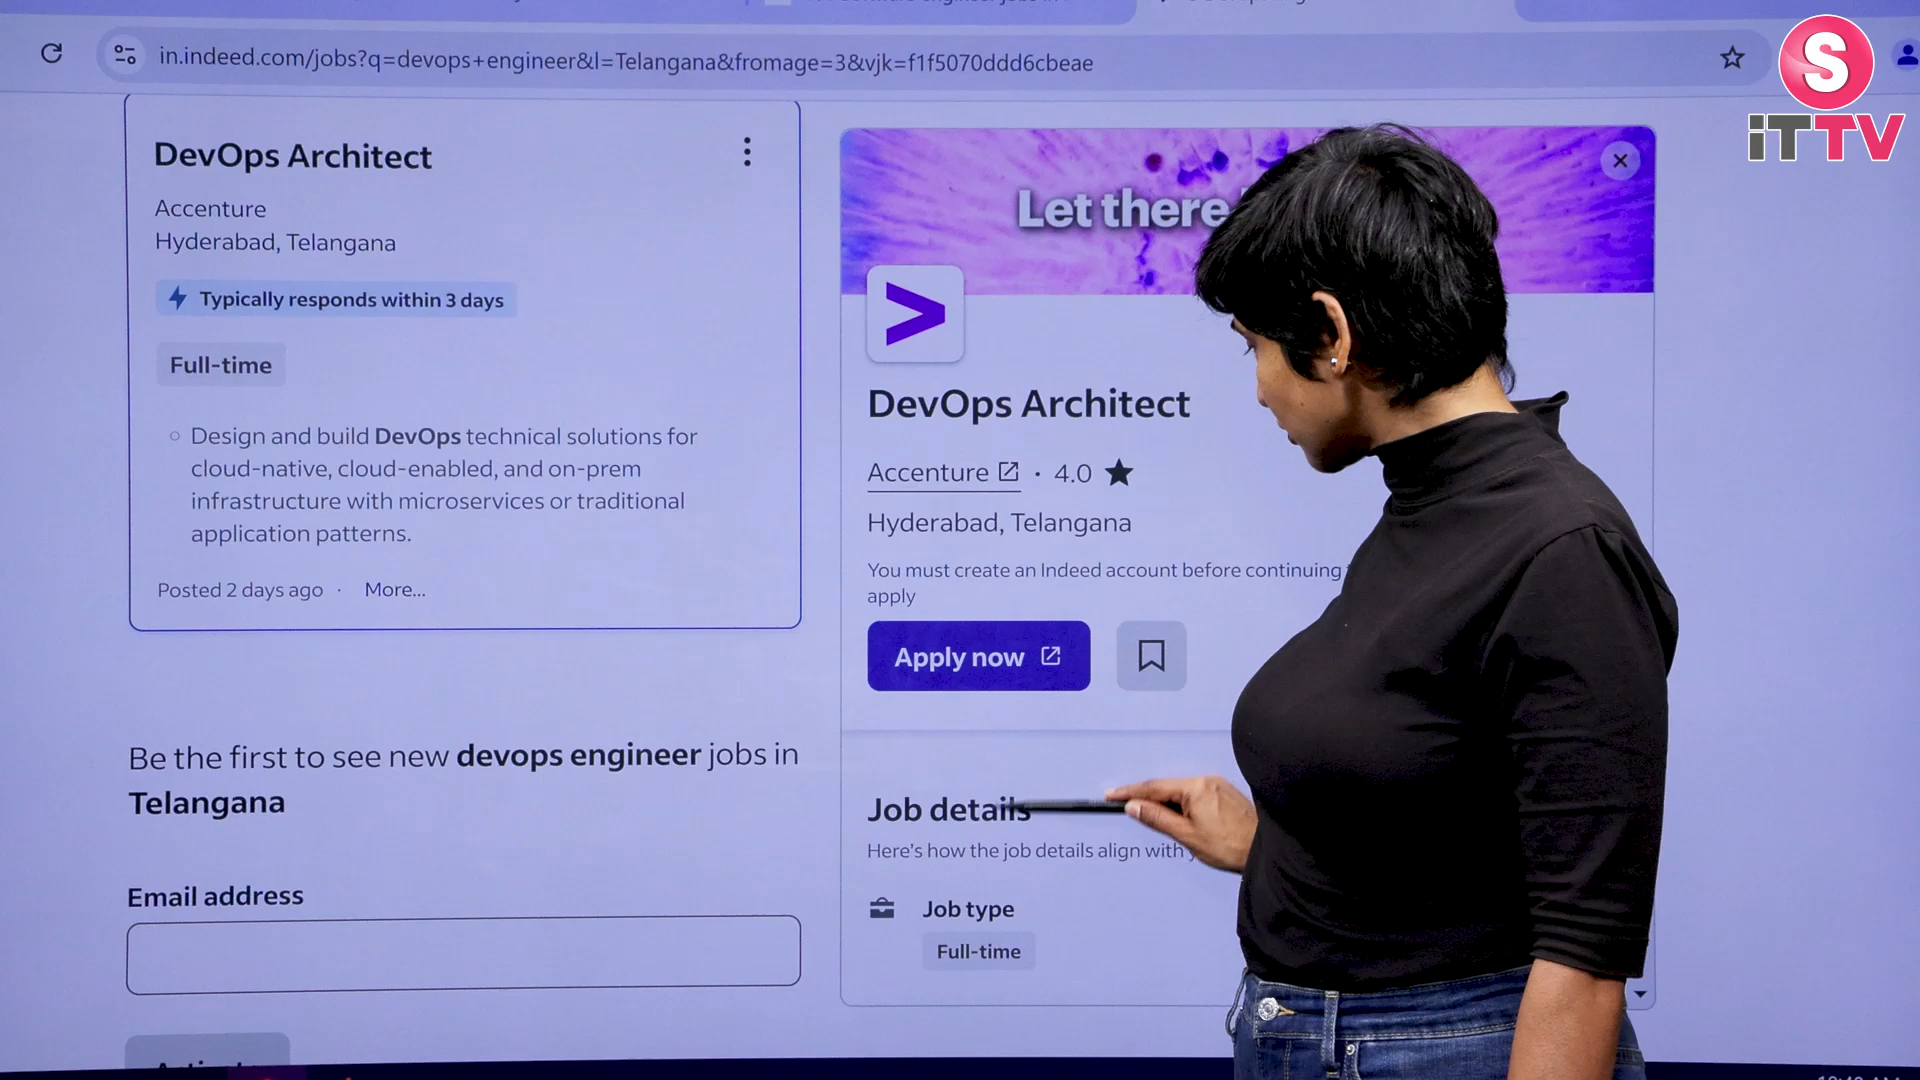 in.indeed.com/jobs?q=devops+engineer&l=Telangana&fromage=3&vjk=f1f5070ddd6cbeae
S
iTTV
DevOps Architect
Accenture
Hyderabad, Telangana
Typically responds within 3 days
Full-time
Design and build DevOps technical solutions for
cloud-native, cloud-enabled, and on-prem
infrastructure with microservices or traditional
application patterns.
Posted 2 days ago · More...
Be the first to see new devops engineer jobs in
Telangana
Email address
Let there
DevOps Architect
Accenture · 4.0 ★
Hyderabad, Telangana
You must create an Indeed account before continuing
apply
Apply now
Job details
Here's how the job details align with
Job type
Full-time